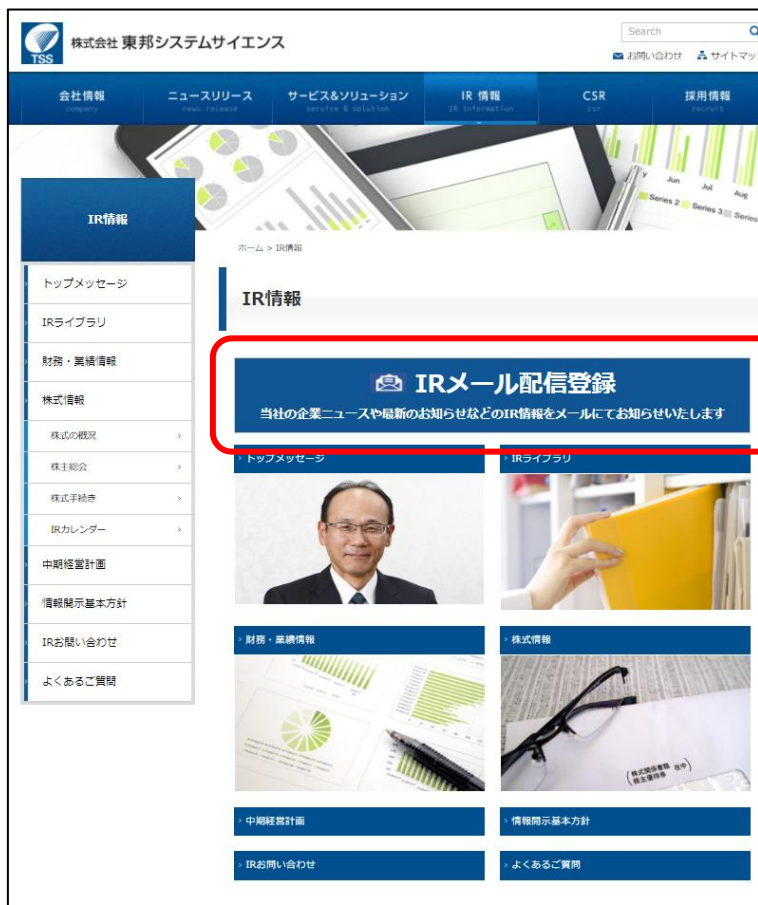 TSS
株式会社 東邦システムサイエンス
Search
お問い合わせ サイトマッ
会社情報 ニュースリリース サービス&ソリューション IR 情報 CSR 採用情報
company news release service & solution IR information csr recruit
y Jun Jul Aug
Series 2 Series 3 Series
IR情報
ホーム > IR情報
トップメッセージ
IRライブラリ
財務・業績情報
株式情報
株式の概況
株主総会
株式手続き
IRカレンダー
中期経営計画
情報開示基本方針
IRお問い合わせ
よくあるご質問
IR情報
IRメール配信登録
当社の企業ニュースや最新のお知らせなどのIR情報をメールにてお知らせいたします
トップメッセージ
IRライブラリ
財務・業績情報
株式情報
株式関係書類 在中
株主優待券
中期経営計画
情報開示基本方針
IRお問い合わせ
よくあるご質問